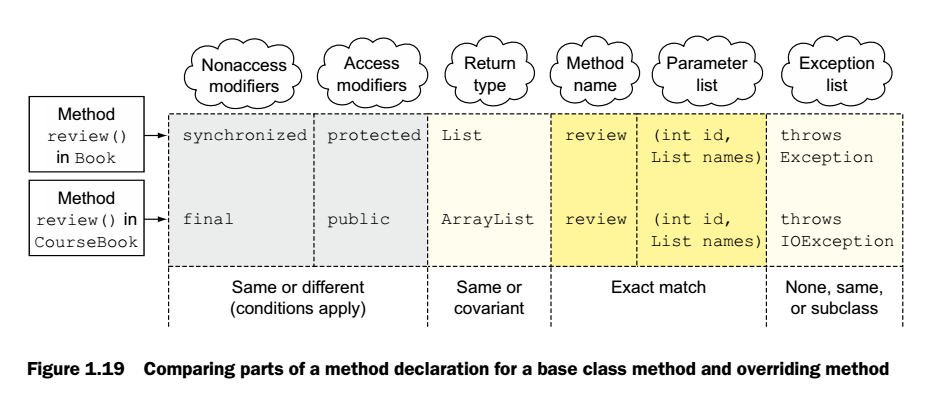 Nonaccess
modifiers
Access
modifiers
Return
type
Method
name
Parameter
list
Exception
list
Method
review()
in Book
synchronized
protected
List
review
(int id,
List names)
throws
Exception
Method
review() in
CourseBook
final
public
ArrayList
review
(int id,
List names)
throws
IOException
Same or different
(conditions apply)
Same or
covariant
Exact match
None, same,
or subclass
Figure 1.19 Comparing parts of a method declaration for a base class method and overriding method